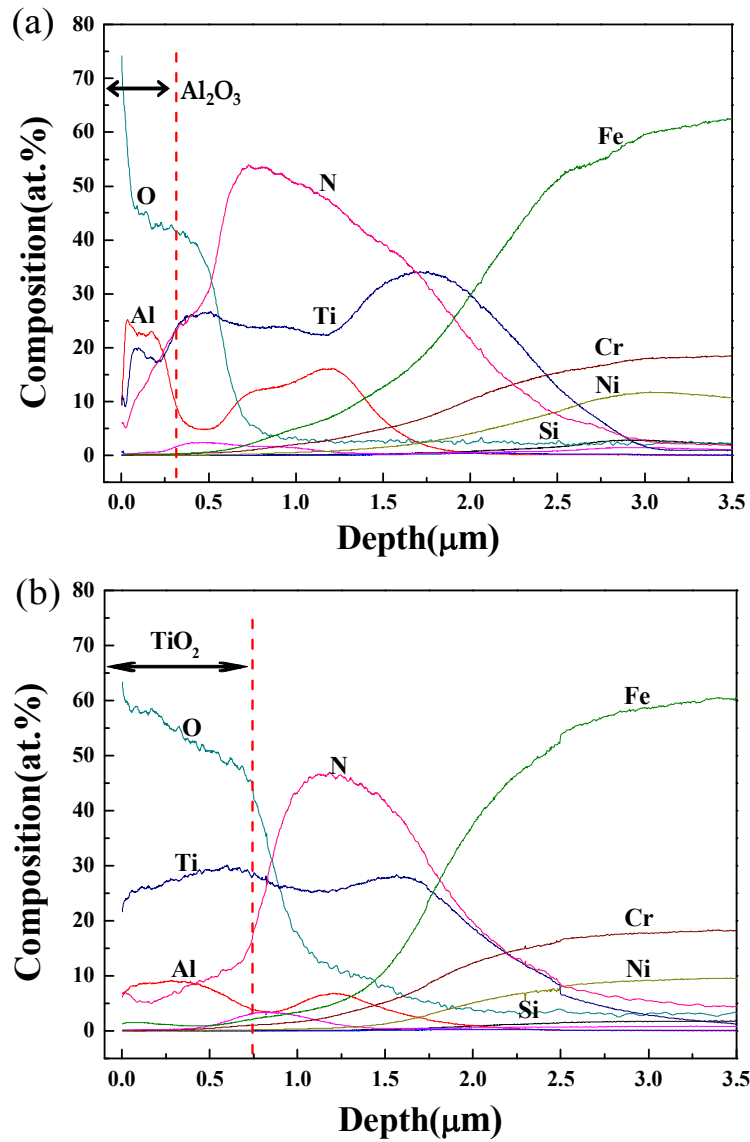 (a)
80
70
60
50
40
30
20
10
0
Composition(at.%)
Al₂O₃
O
Al
N
Ti
Fe
Cr
Ni
Si
0.0 0.5 1.0 1.5 2.0 2.5 3.0 3.5
Depth(μm)
(b)
80
70
60
50
40
30
20
10
0
Composition(at.%)
TiO₂
O
Ti
Al
N
Fe
Cr
Ni
Si
0.0 0.5 1.0 1.5 2.0 2.5 3.0 3.5
Depth(μm)